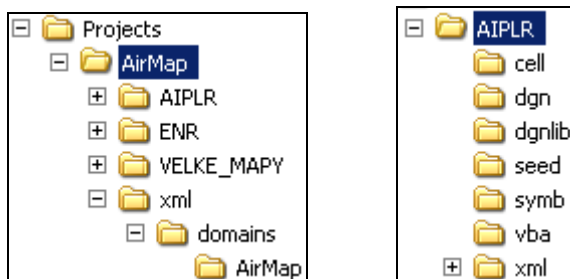 Projects
AirMap
AIPLR
ENR
VELKE_MAPY
xml
domains
AirMap
AIPLR
cell
dgn
dgnlib
seed
symb
vba
xml